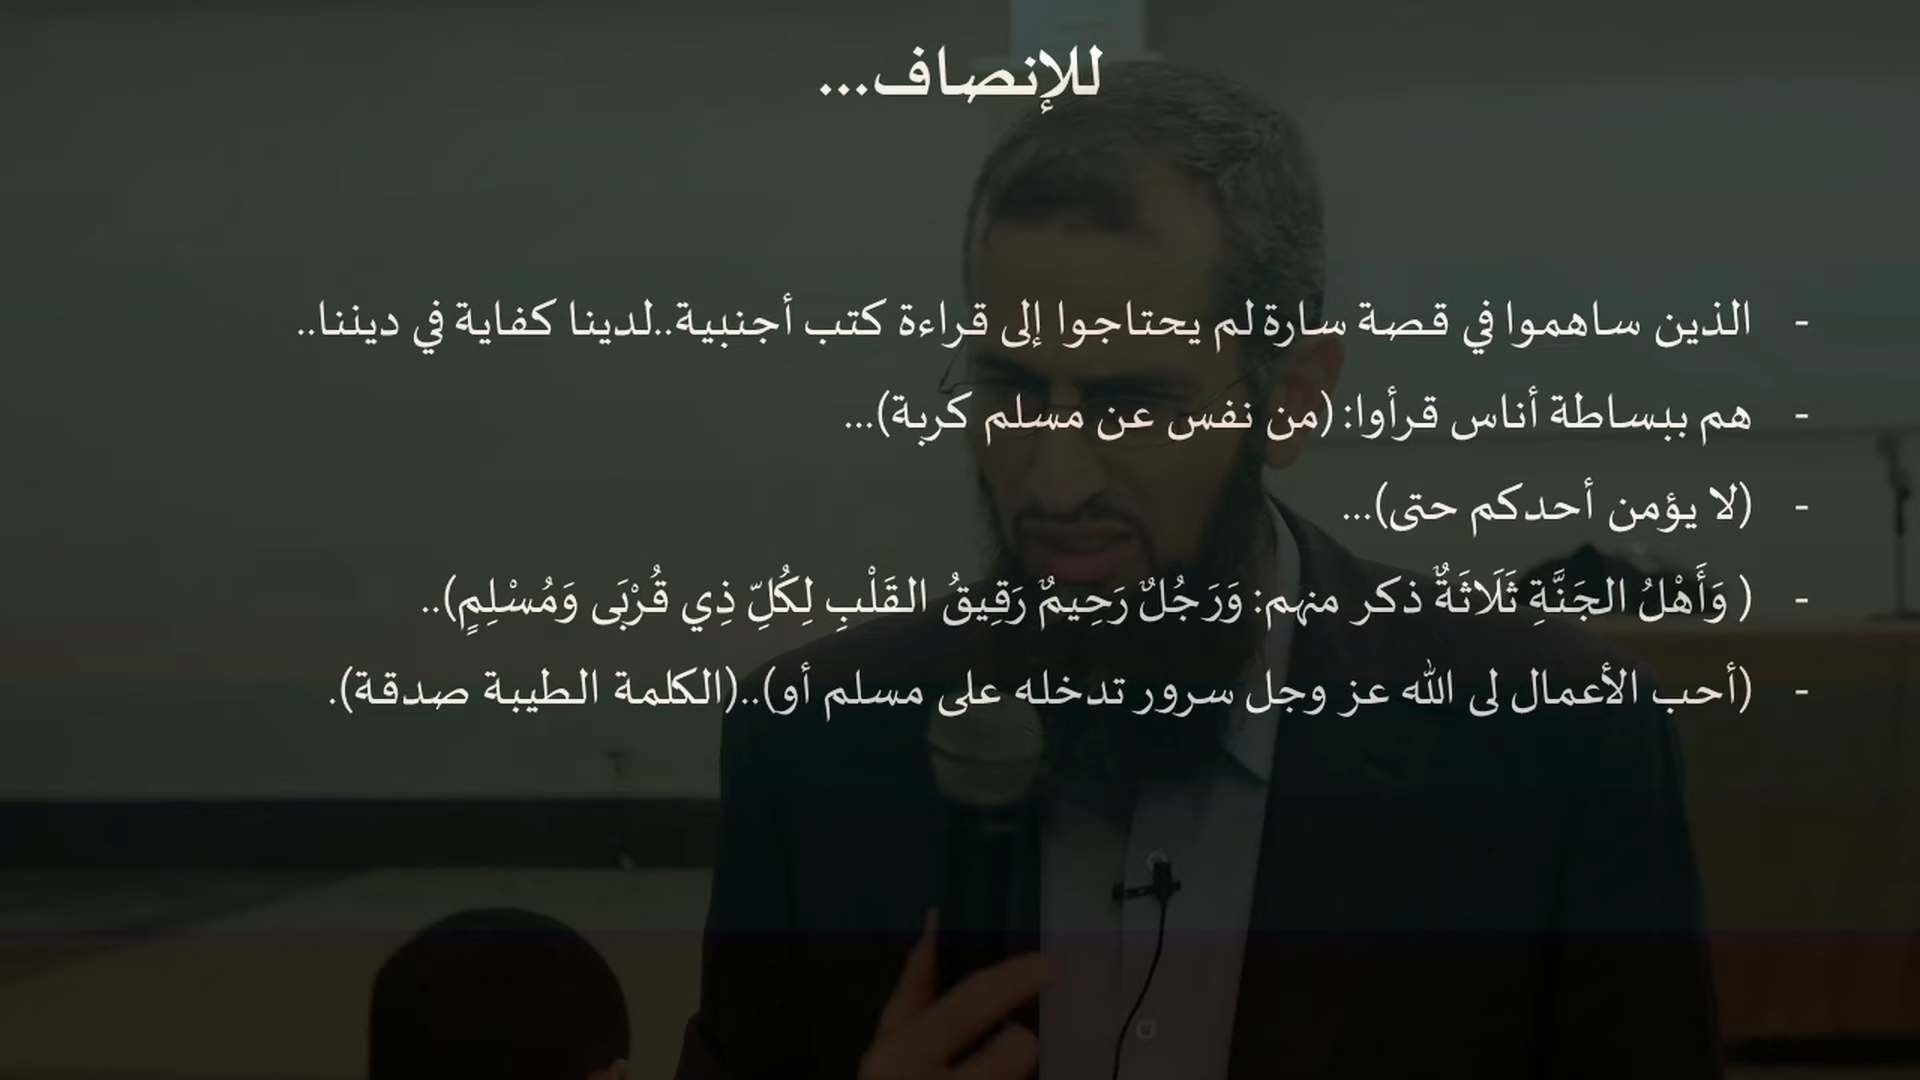 للإنصاف...
- الذين ساهموا في قصة سارة لم يحتاجوا إلى قراءة كتب أجنبية..لدينا كفاية في ديننا..
- هم ببساطة أناس قرأوا: (من نفس عن مسلم كربة)...
- (لا يؤمن أحدكم حتى)...
- ( وَأَهْلُ الجَنَّةِ ثَلَاثَةٌ ذكر منهم: وَرَجُلٌ رَحِيمٌ رَقِيقُ القَلْبِ لِكُلِّ ذِي قُرْبَى وَمُسْلِمٍ)..
- (أحب الأعمال لى الله عز وجل سرور تدخله على مسلم أو)..(الكلمة الطيبة صدقة).